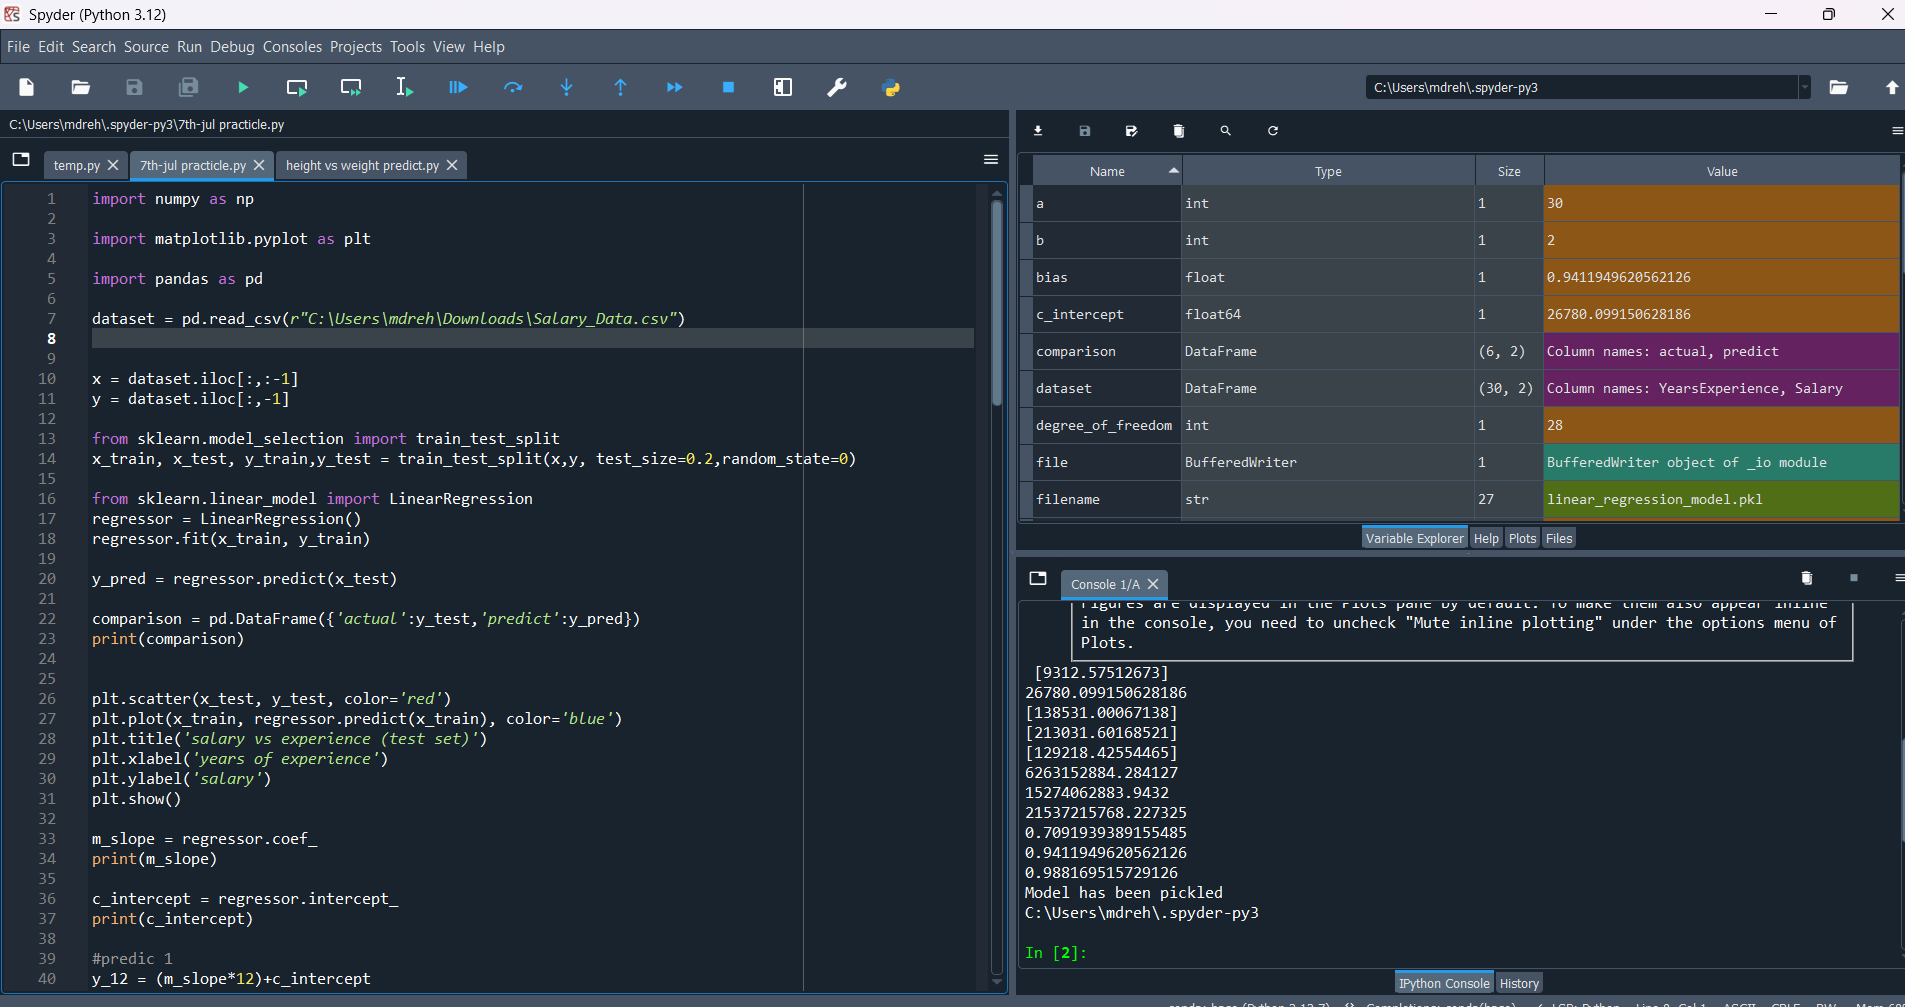 Spyder (Python 3.12)
File Edit Search Source Run Debug Consoles Projects Tools View Help
C:\Users\mdreh\.spyder-py3
C:\Users\mdreh\.spyder-py3\7th-jul practicle.py
temp.py 7th-jul practicle.py height vs weight predict.py
1 import numpy as np
2
3 import matplotlib.pyplot as plt
4
5 import pandas as pd
6
7 dataset = pd.read_csv(r"C:\Users\mdreh\Downloads\Salary_Data.csv")
8
9
10 x = dataset.iloc[:,:-1]
11 y = dataset.iloc[:,-1]
12
13 from sklearn.model_selection import train_test_split
14 x_train, x_test, y_train,y_test = train_test_split(x,y, test_size=0.2,random_state=0)
15
16 from sklearn.linear_model import LinearRegression
17 regressor = LinearRegression()
18 regressor.fit(x_train, y_train)
19
20 y_pred = regressor.predict(x_test)
21
22 comparison = pd.DataFrame({'actual':y_test,'predict':y_pred})
23 print(comparison)
24
25
26 plt.scatter(x_test, y_test, color='red')
27 plt.plot(x_train, regressor.predict(x_train), color='blue')
28 plt.title('salary vs experience (test set)')
29 plt.xlabel('years of experience')
30 plt.ylabel('salary')
31 plt.show()
32
33 m_slope = regressor.coef_
34 print(m_slope)
35
36 c_intercept = regressor.intercept_
37 print(c_intercept)
38
39 #predic 1
40 y_12 = (m_slope*12)+c_intercept
Name Type Size Value
a int 1 30
b int 1 2
bias float 1 0.9411949620562126
c_intercept float64 1 26780.099150628186
comparison DataFrame (6, 2) Column names: actual, predict
dataset DataFrame (30, 2) Column names: YearsExperience, Salary
degree_of_freedom int 1 28
file BufferedWriter 1 BufferedWriter object of _io module
filename str 27 linear_regression_model.pkl
Variable Explorer Help Plots Files
Console 1/A
Figures are displayed in the Plots pane by default. To make them also appear inline
in the console, you need to uncheck "Mute inline plotting" under the options menu of
Plots.
[9312.57512673]
26780.099150628186
[138531.00067138]
[213031.60168521]
[129218.42554465]
6263152884.284127
15274062883.9432
21537215768.227325
0.7091939389155485
0.9411949620562126
0.988169515729126
Model has been pickled
C:\Users\mdreh\.spyder-py3
In [2]:
IPython Console History